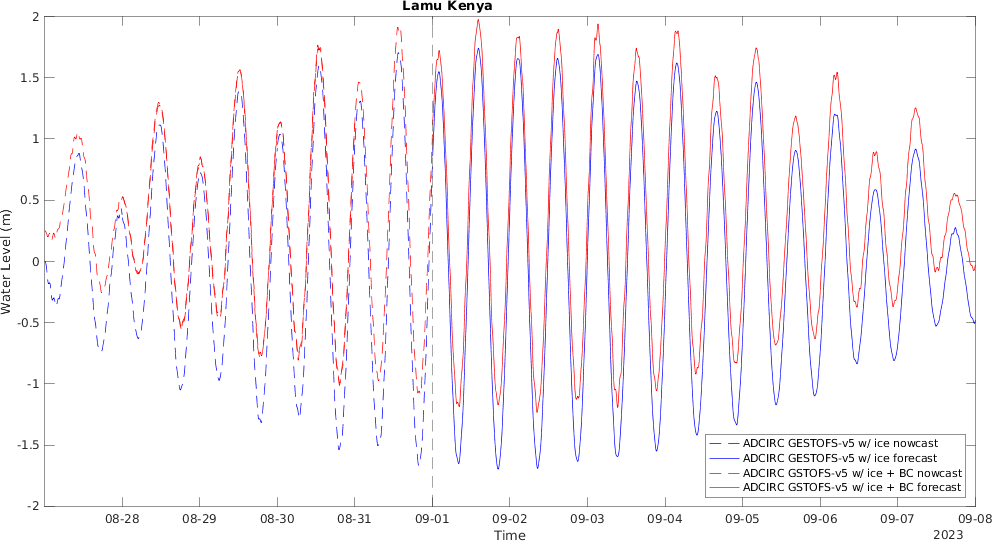 Lamu Kenya
Water Level (m)
2
1.5
1
0.5
0
-0.5
-1
-1.5
-2
ADCIRC GESTOFS-v5 w/ ice nowcast
ADCIRC GESTOFS-v5 w/ ice forecast
ADCIRC GSTOFS-v5 w/ ice + BC nowcast
ADCIRC GSTOFS-v5 w/ ice + BC forecast
08-28 08-29 08-30 08-31 09-01 09-02 09-03 09-04 09-05 09-06 09-07 09-08
Time
2023